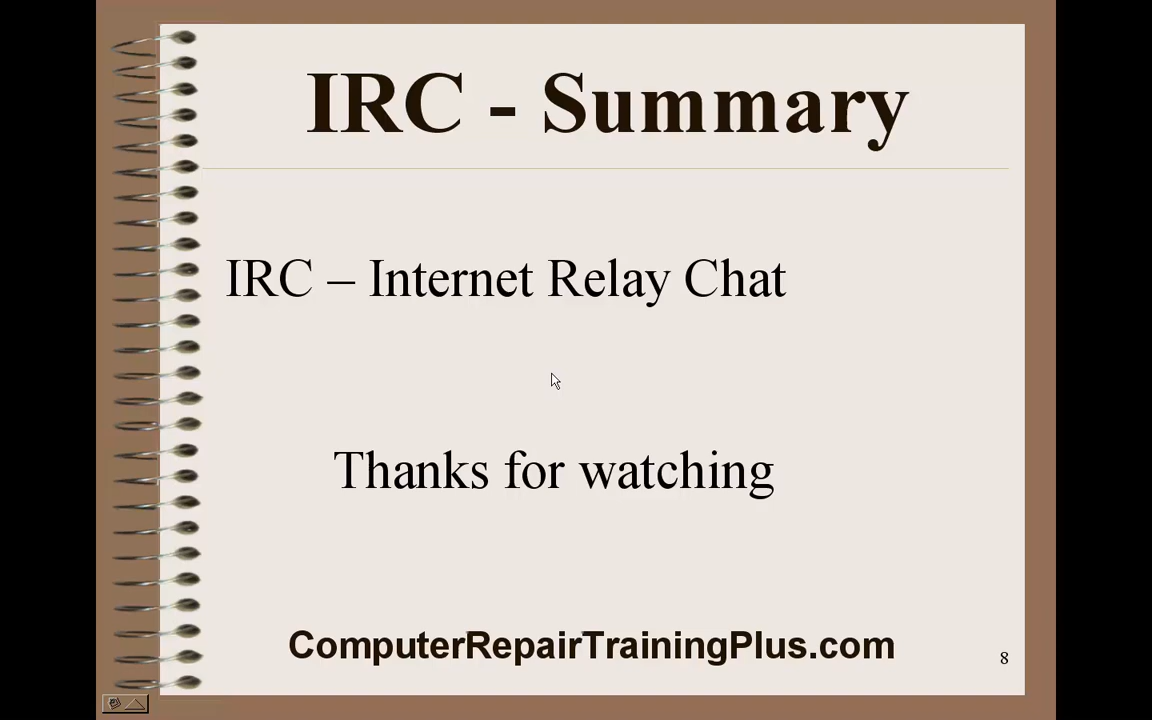 IRC - Summary
IRC – Internet Relay Chat
Thanks for watching
ComputerRepairTrainingPlus.com
8